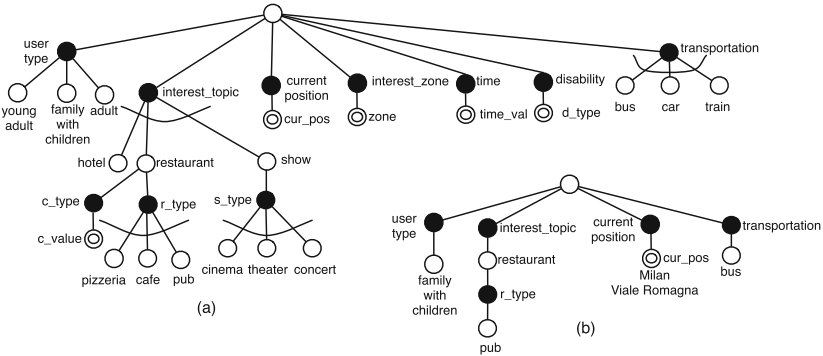 user
type
young
adult
family
with
children
adult
interest_topic
current
position
cur_pos
interest_zone
zone
time
time_val
disability
d_type
transportation
bus
car
train
hotel
restaurant
show
c_type
c_value
r_type
s_type
pizzeria
cafe
pub
cinema
theater
concert
(a)
user
type
family
with
children
interest_topic
restaurant
r_type
pub
current
position
cur_pos
Milan
Viale Romagna
transportation
bus
(b)